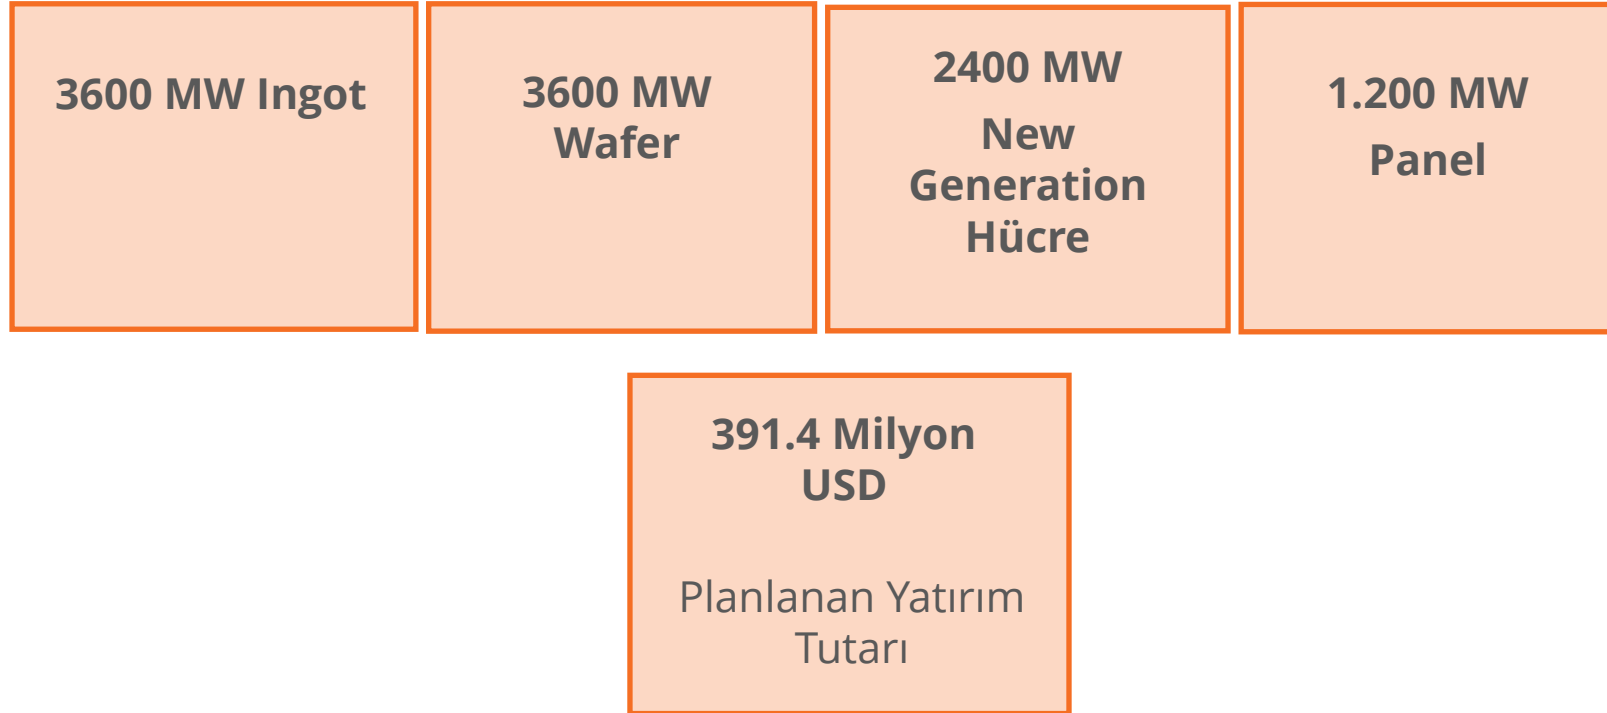 3600 MW Ingot
3600 MW
Wafer
2400 MW
New
Generation
Hücre
1.200 MW
Panel
391.4 Milyon
USD
Planlanan Yatırım
Tutarı